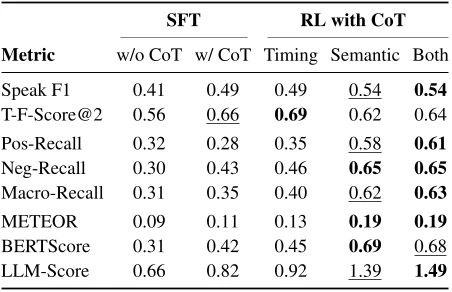 SFT RL with CoT
Metric w/o CoT w/ CoT Timing Semantic Both
Speak F1 0.41 0.49 0.49 0.54 0.54
T-F-Score@2 0.56 0.66 0.69 0.62 0.64
Pos-Recall 0.32 0.28 0.35 0.58 0.61
Neg-Recall 0.30 0.43 0.46 0.65 0.65
Macro-Recall 0.31 0.35 0.40 0.62 0.63
METEOR 0.09 0.11 0.13 0.19 0.19
BERTScore 0.31 0.42 0.45 0.69 0.68
LLM-Score 0.66 0.82 0.92 1.39 1.49